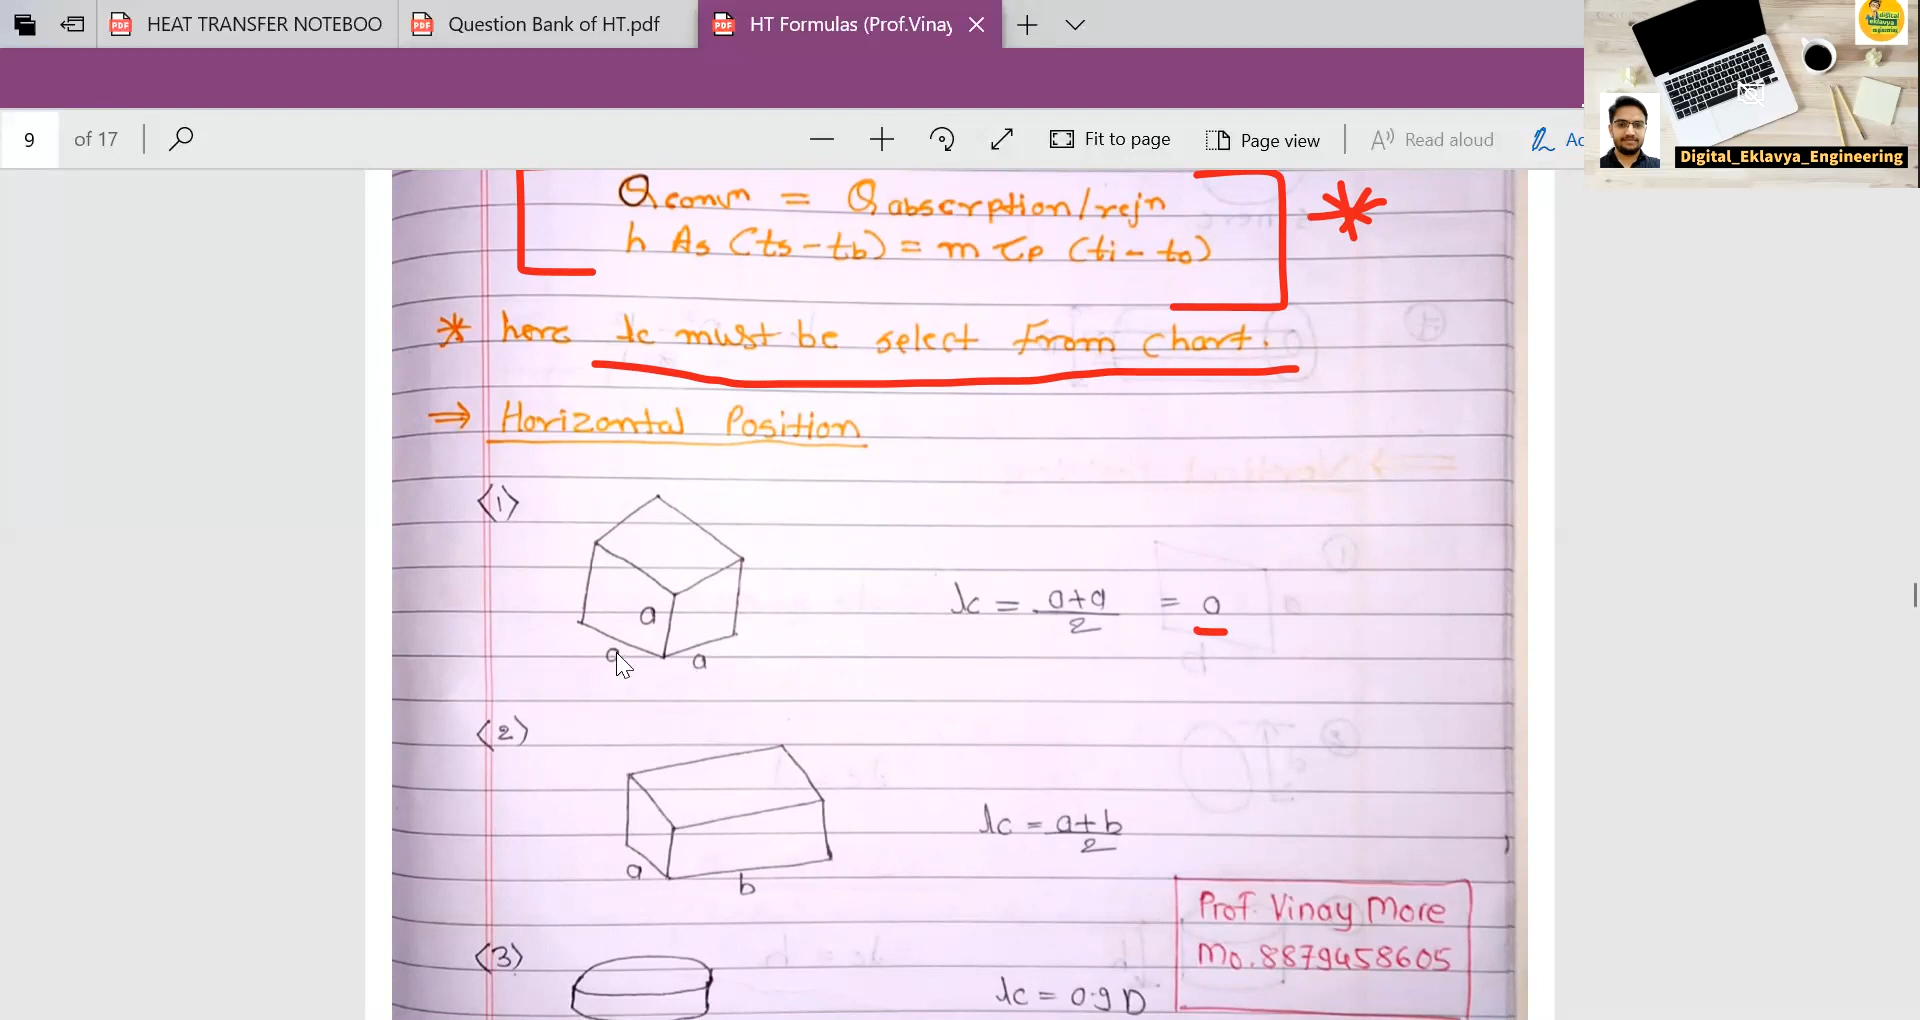 HEAT TRANSFER NOTEBOO
Question Bank of HT.pdf
HT Formulas (Prof.Vinay
9 of 17
Fit to page
Page view
Read aloud
Digital_Eklavya_Engineering
Qconvn = Qabscrption/rejn
h As (ts - tb) = m Cp (ti - to)
* here lc must be select from chart.
⇒ Horizontal Position
<1>
a
a a
lc = a+a / 2 = a
<2>
a
b
lc = a+b / 2
Prof. Vinay More
Mo. 8879458605
<3>
lc = 0.9 D